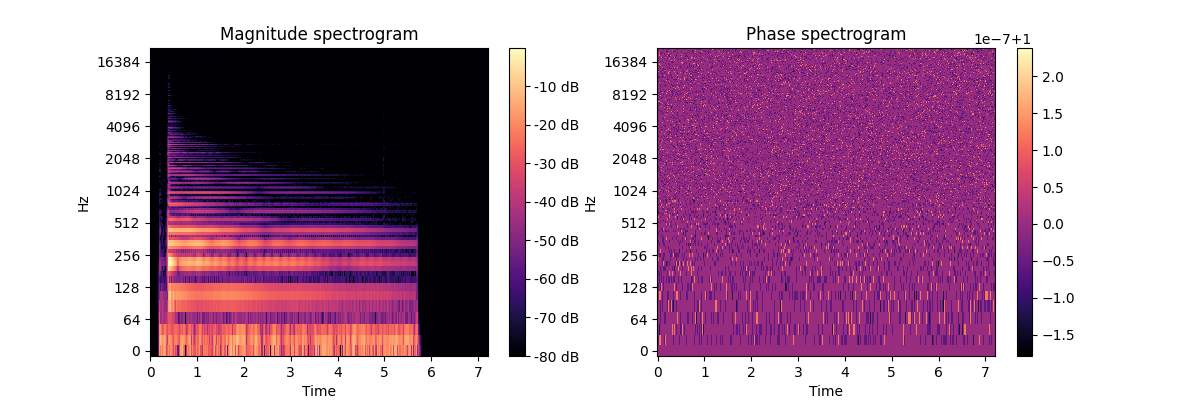 Magnitude spectrogram
Hz
16384
8192
4096
2048
1024
512
256
128
64
0
0 1 2 3 4 5 6 7
Time
-10 dB
-20 dB
-30 dB
-40 dB
-50 dB
-60 dB
-70 dB
-80 dB
Phase spectrogram
1e−7+1
Hz
16384
8192
4096
2048
1024
512
256
128
64
0
0 1 2 3 4 5 6 7
Time
2.0
1.5
1.0
0.5
0.0
−0.5
−1.0
−1.5